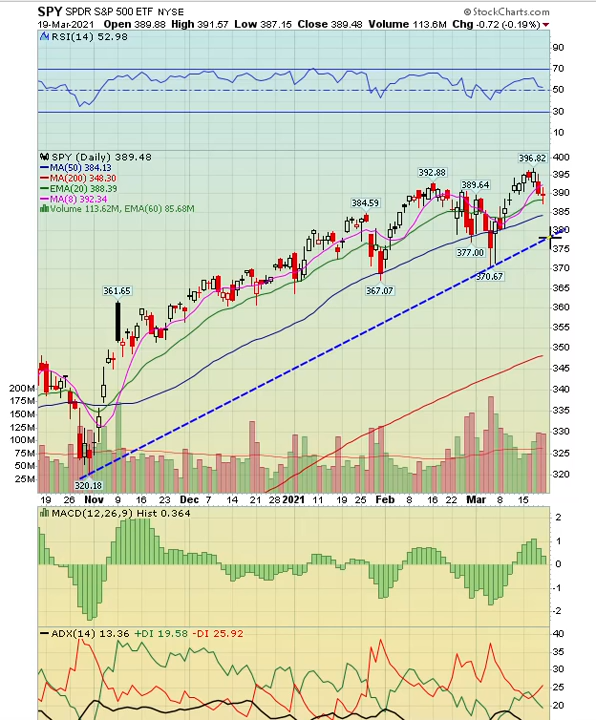 SPY SPDR S&P 500 ETF NYSE © StockCharts.com
19-Mar-2021 Open 389.88 High 391.57 Low 387.15 Close 389.48 Volume 113.6M Chg -0.72 (-0.19%)
RSI(14) 52.98
90
70
50
30
10
SPY (Daily) 389.48
MA(50) 384.13
MA(200) 348.30
EMA(20) 388.39
MA(8) 392.34
Volume 113.62M, EMA(60) 85.68M
396.82
392.88
389.64
384.59
377.00
370.67
367.07
361.65
320.18
400
395
390
385
380
375
370
365
360
355
350
345
340
335
330
325
320
200M
175M
150M
125M
100M
75M
50M
25M
19 26 Nov 9 16 23 Dec 7 14 21 28 2021 11 19 25 Feb 8 16 22 Mar 8 15
MACD(12,26,9) Hist 0.364
2
1
0
-1
-2
ADX(14) 13.36 +DI 19.58 -DI 25.92
40
35
30
25
20